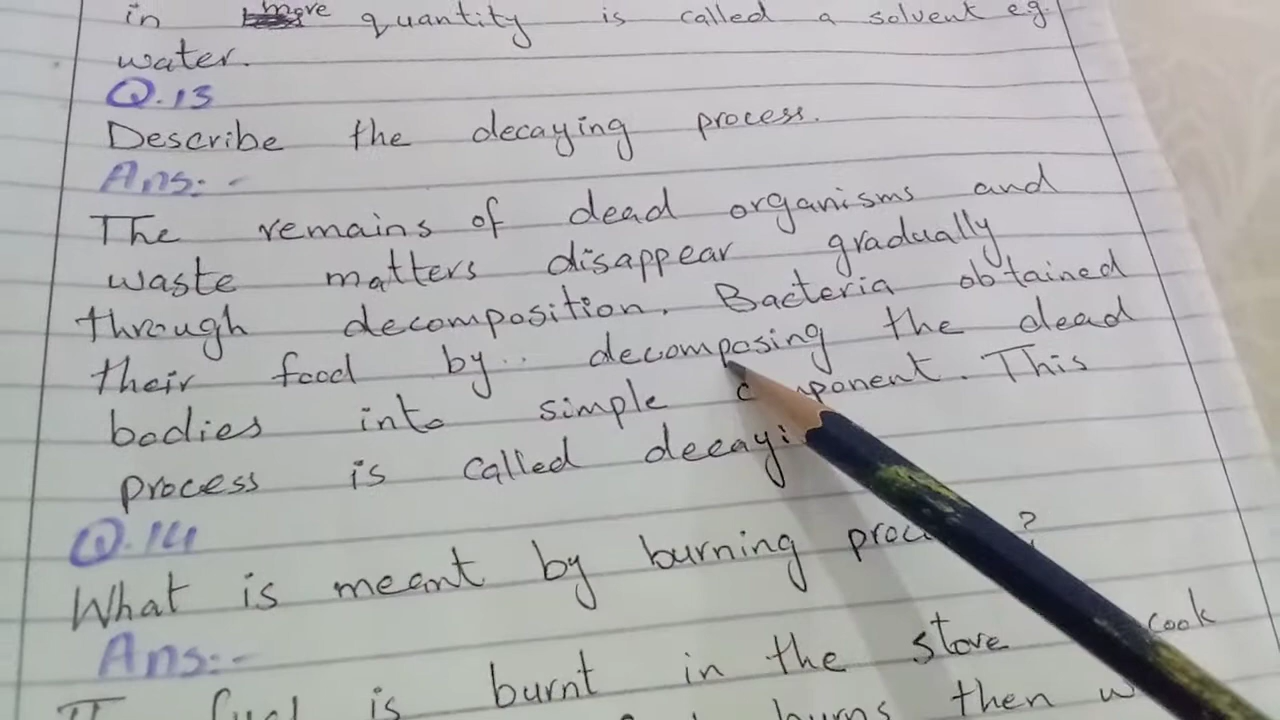 in more quantity is called a solvent eg.
water.
Q.13
Describe the decaying process.
Ans:-
The remains of dead organisms and
waste matters disappear gradually
through decomposition. Bacteria obtained
their food by.. decomposing the dead
bodies into simple c ponent. This
process is called decayi
Q.14
What is meant by burning proc ?
Ans:-
fuel is burnt in the stove cook
burns then w